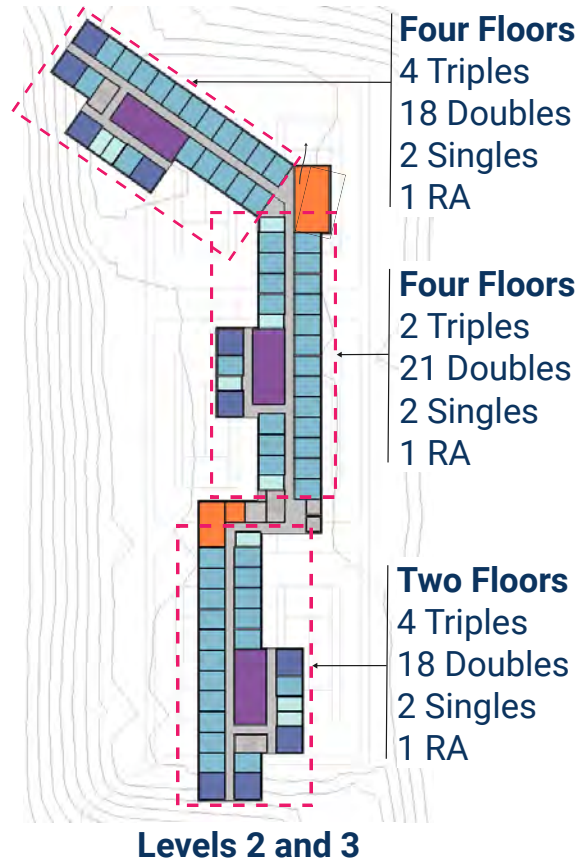 Four Floors
4 Triples
18 Doubles
2 Singles
1 RA
Four Floors
2 Triples
21 Doubles
2 Singles
1 RA
Two Floors
4 Triples
18 Doubles
2 Singles
1 RA
Levels 2 and 3